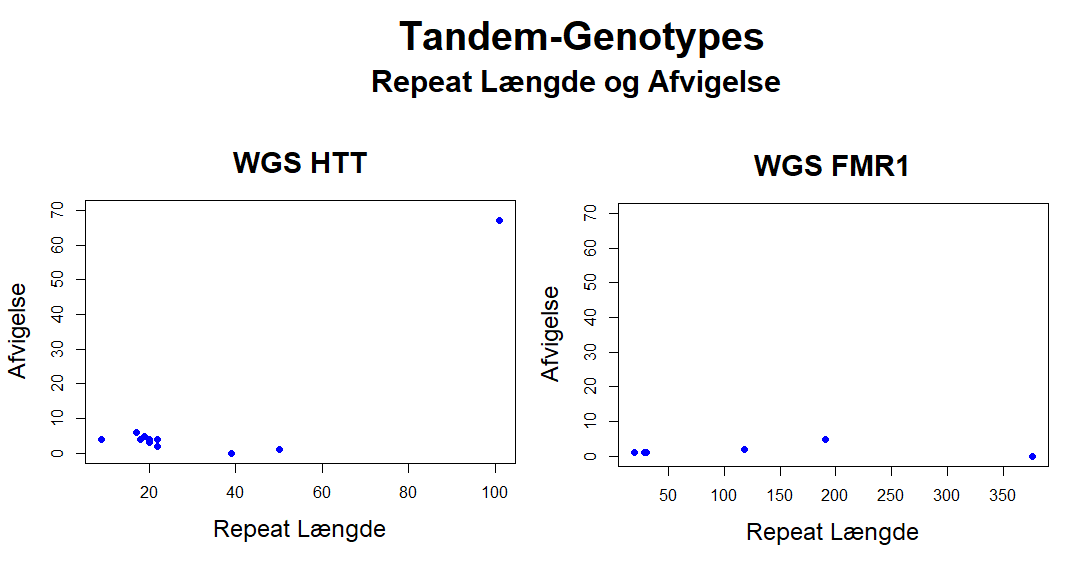 Tandem-Genotypes
Repeat Længde og Afvigelse
WGS HTT
70
60
50
40
30
20
10
0
Afvigelse
20 40 60 80 100
Repeat Længde
WGS FMR1
70
60
50
40
30
20
10
0
Afvigelse
50 100 150 200 250 300 350
Repeat Længde